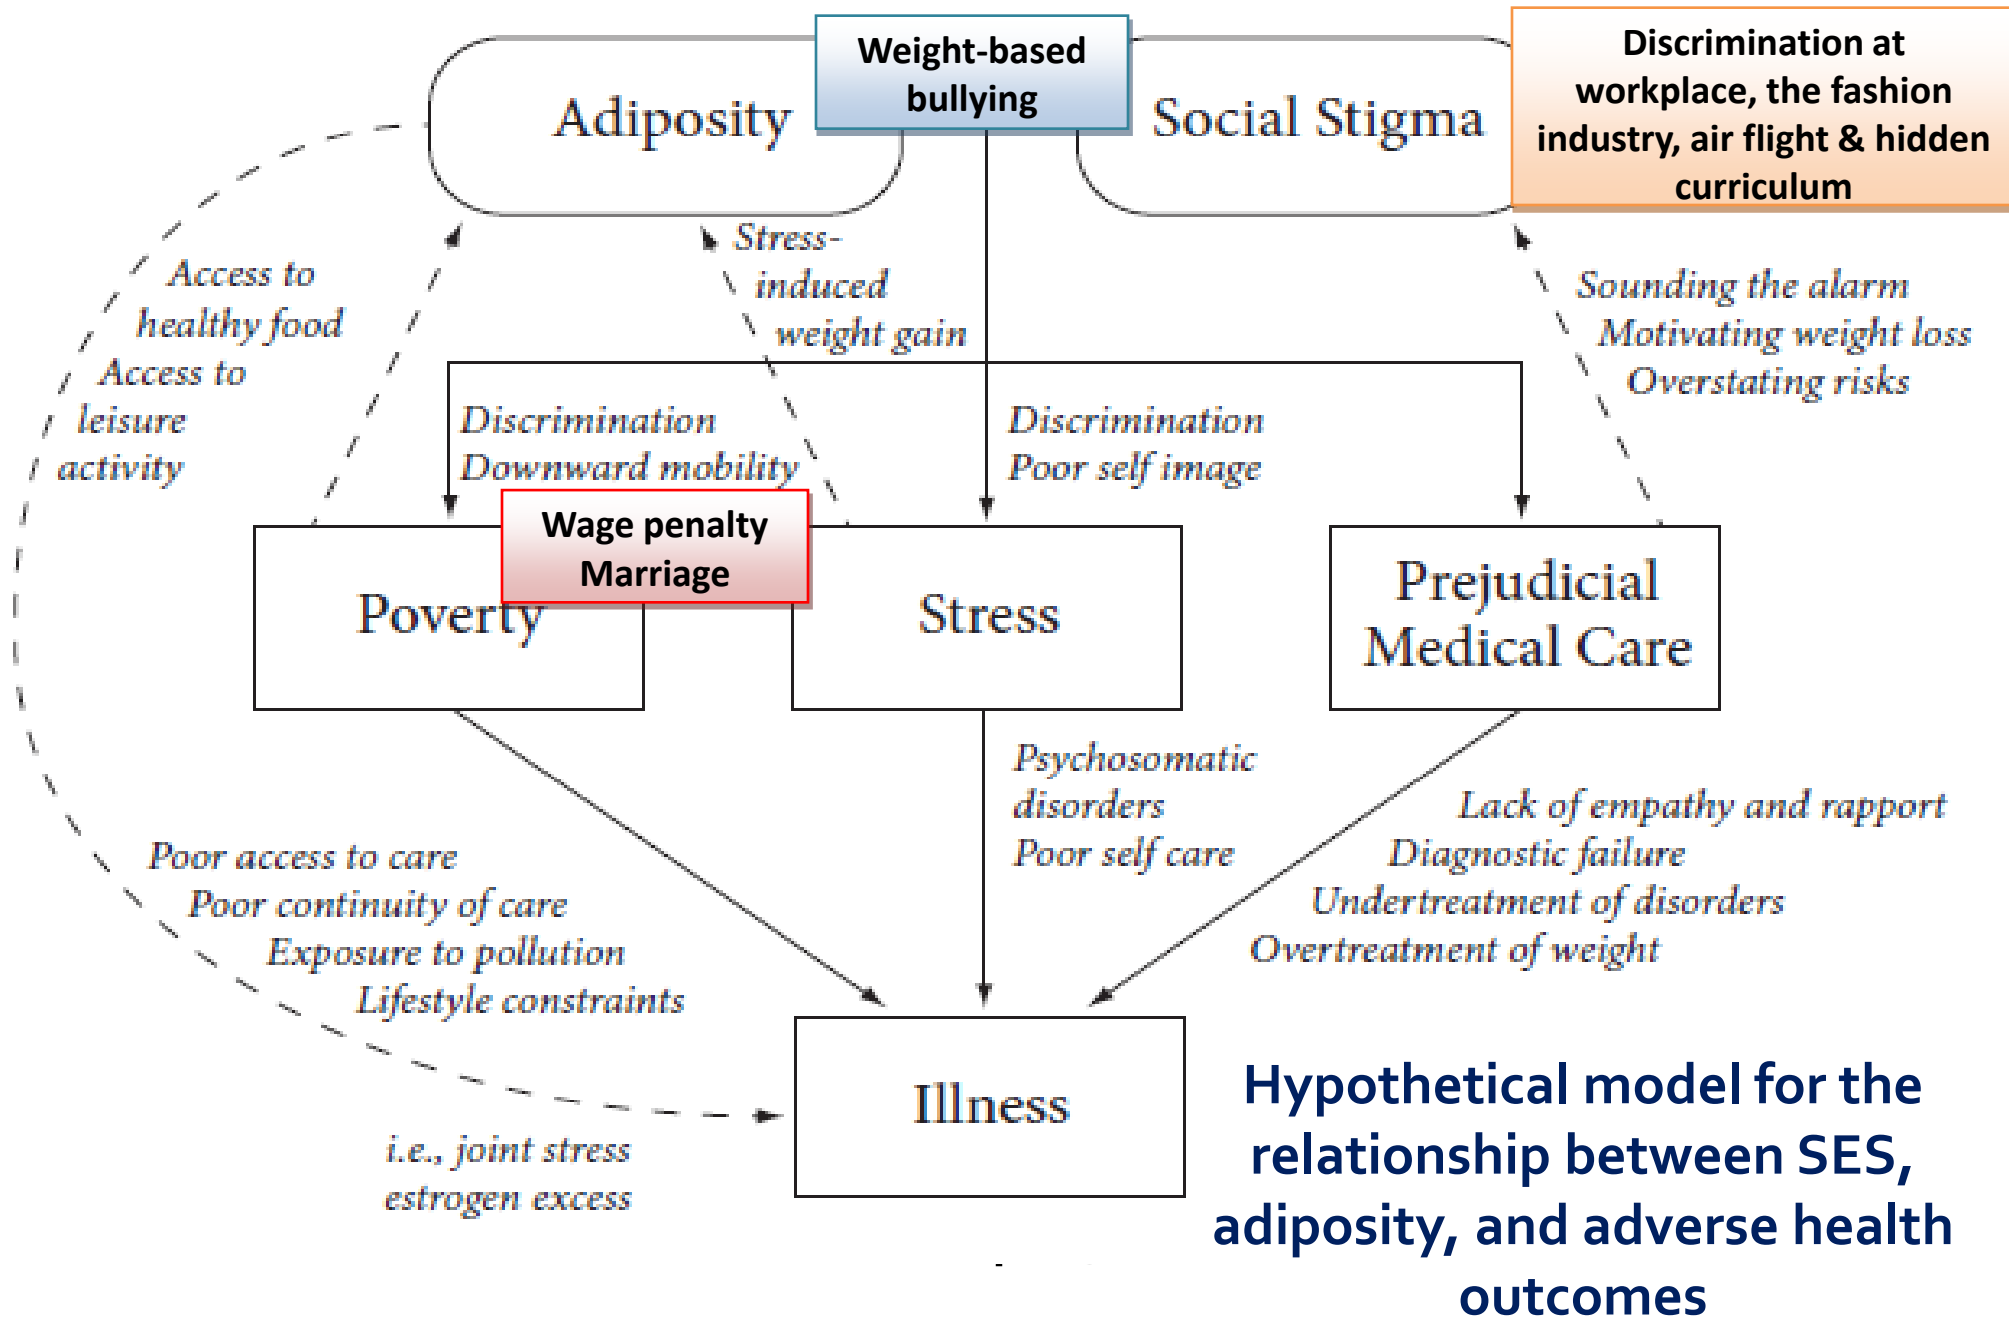 Weight-based
bullying
Discrimination at
workplace, the fashion
industry, air flight & hidden
curriculum
Adiposity
Social Stigma
Access to
healthy food
Access to
leisure
activity
Stress-
induced
weight gain
Sounding the alarm
Motivating weight loss
Overstating risks
Discrimination
Downward mobility
Discrimination
Poor self image
Wage penalty
Marriage
Poverty
Stress
Prejudicial
Medical Care
Psychosomatic
disorders
Poor self care
Lack of empathy and rapport
Diagnostic failure
Undertreatment of disorders
Overtreatment of weight
Poor access to care
Poor continuity of care
Exposure to pollution
Lifestyle constraints
Illness
i.e., joint stress
estrogen excess
Hypothetical model for the
relationship between SES,
adiposity, and adverse health
outcomes